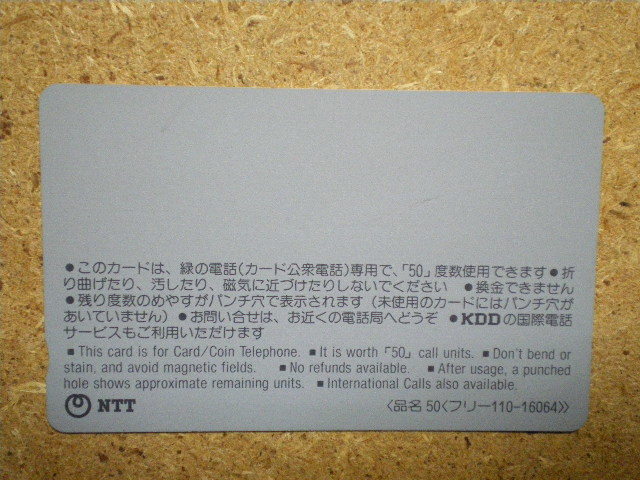 ●このカードは、緑の電話(カード公衆電話)専用で、「50」度数使用できます●折
り曲げたり、汚したり、磁気に近づけたりしないでください ●換金できません
●残り度数のめやすがパンチ穴で表示されます(未使用のカードにはパンチ穴が
あいていません)●お問い合せは、お近くの電話局へどうぞ ●KDDの国際電話
サービスもご利用いただけます
■This card is for Card/Coin Telephone. ■It is worth「50」call units. ■Don't bend or
stain, and avoid magnetic fields. ■No refunds available. ■After usage, a punched
hole shows approximate remaining units. ■International Calls also available.
NTT 〈品名 50〈フリー110-16064〉〉